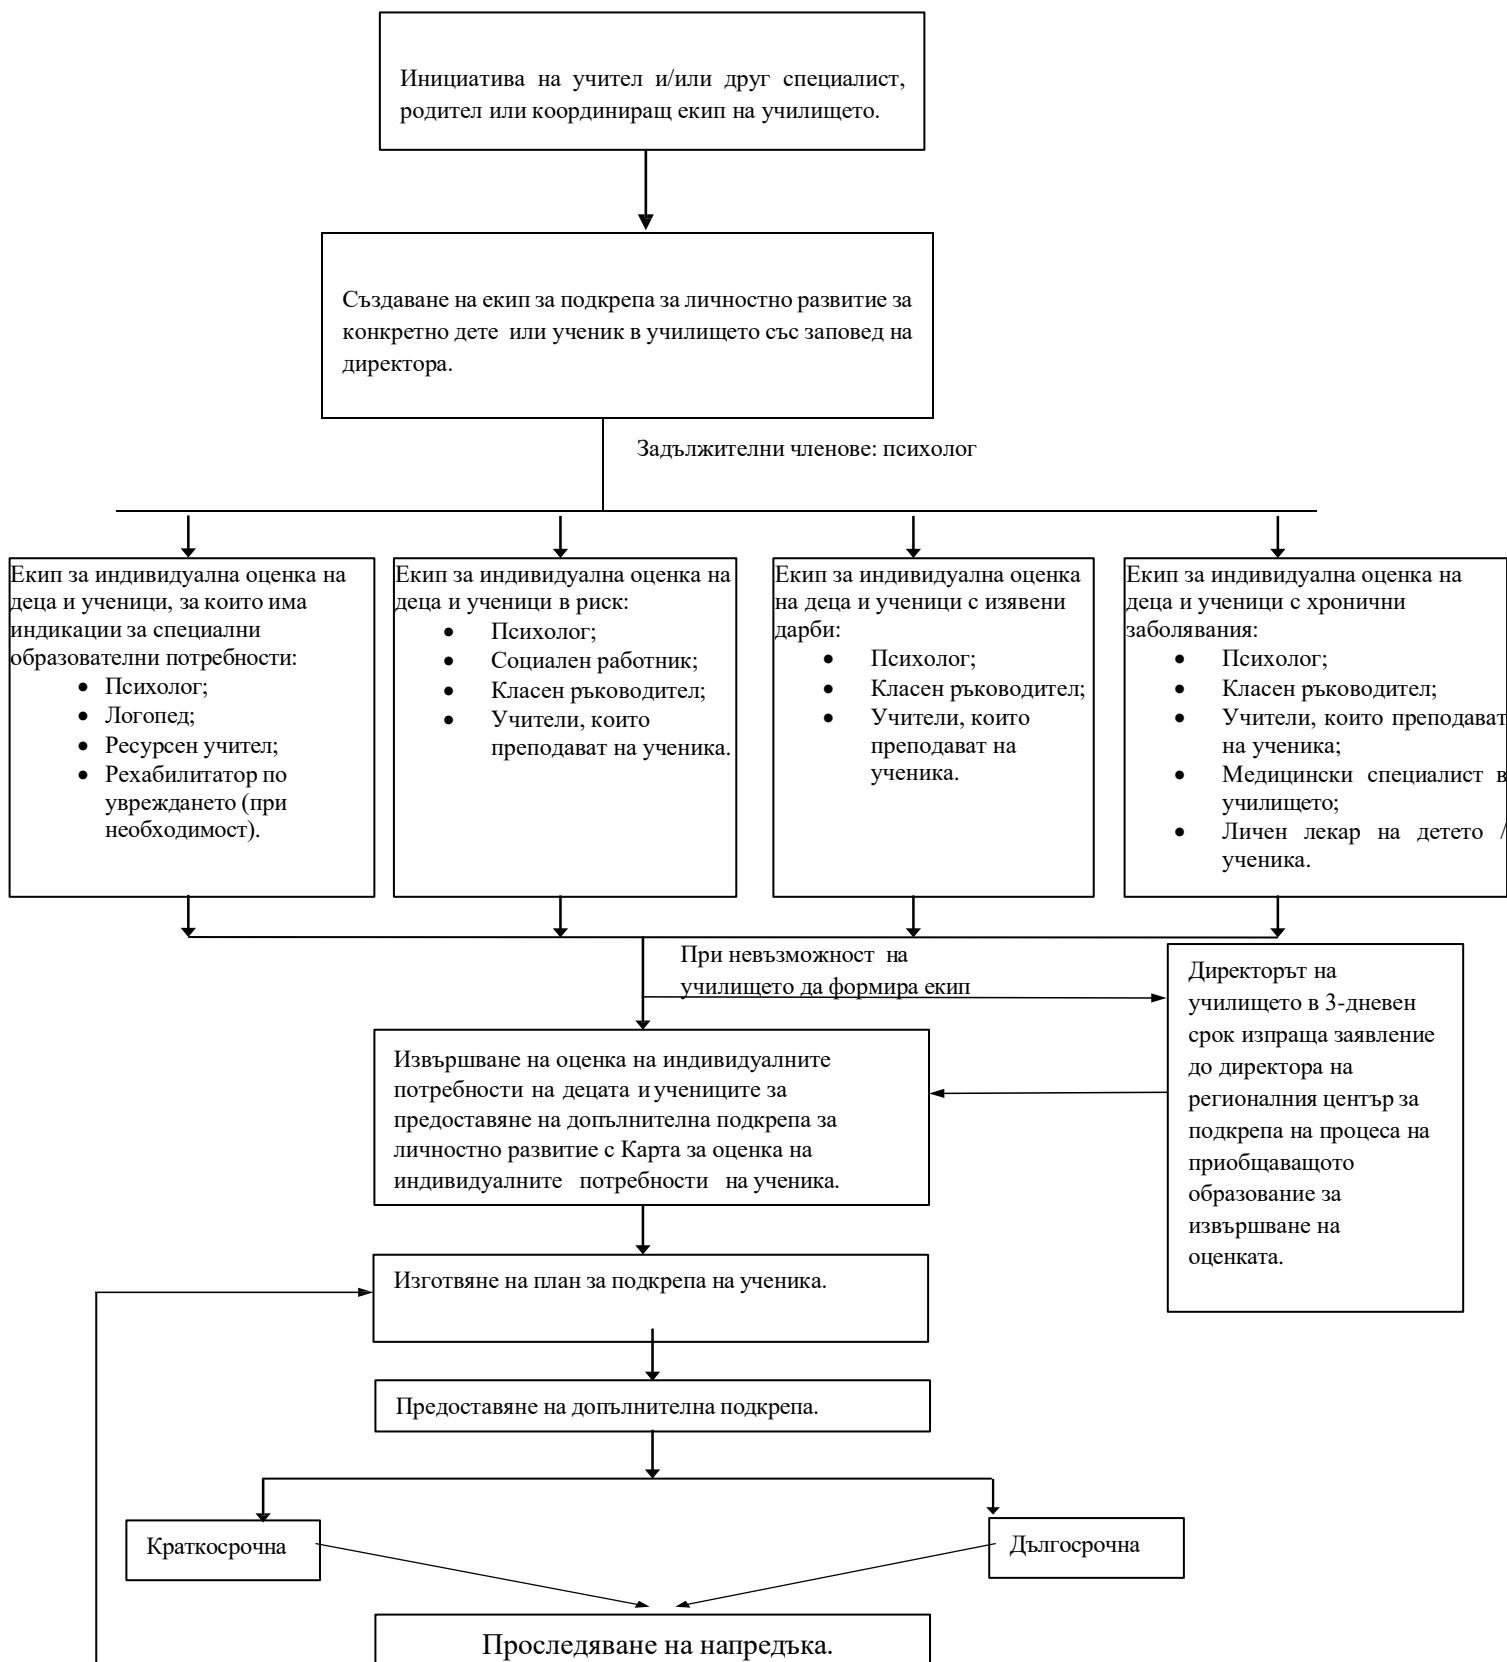 Инициатива на учител и/или друг специалист,
родител или координиращ екип на училището.
Създаване на екип за подкрепа за личностно развитие за
конкретно дете или ученик в училището със заповед на
директора.
Задължителни членове: психолог
Екип за индивидуална оценка на
деца и ученици, за които има
индикации за специални
образователни потребности:
• Психолог;
• Логопед;
• Ресурсен учител;
• Рехабилитатор по
увреждането (при
необходимост).
Екип за индивидуална оценка на
деца и ученици в риск:
• Психолог;
• Социален работник;
• Класен ръководител;
• Учители, които
преподават на ученика.
Екип за индивидуална оценка
на деца и ученици с изявени
дарби:
• Психолог;
• Класен ръководител;
• Учители, които
преподават на
ученика.
Екип за индивидуална оценка на
деца и ученици с хронични
заболявания:
• Психолог;
• Класен ръководител;
• Учители, които преподават
на ученика;
• Медицински специалист в
училището;
• Личен лекар на детето /
ученика.
При невъзможност на
училището да формира екип
Директорът на
училището в 3-дневен
срок изпраща заявление
до директора на
регионалния център за
подкрепа на процеса на
приобщаващото
образование за
извършване на
оценката.
Извършване на оценка на индивидуалните
потребности на децата и учениците за
предоставяне на допълнителна подкрепа за
личностно развитие с Карта за оценка на
индивидуалните потребности на ученика.
Изготвяне на план за подкрепа на ученика.
Предоставяне на допълнителна подкрепа.
Краткосрочна
Дългосрочна
Проследяване на напредъка.